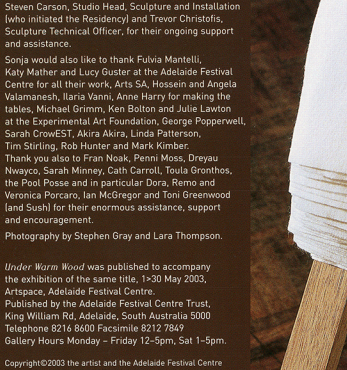 Steven Carson, Studio Head, Sculpture and Installation
(who initiated the Residency) and Trevor Christofis,
Sculpture Technical Officer, for their ongoing support
and assistance.
Sonja would also like to thank Fulvia Mantelli,
Katy Mather and Lucy Guster at the Adelaide Festival
Centre for all their work, Arts SA, Hossein and Angela
Valamanesh, Ilaria Vanni, Anne Harry for making the
tables, Michael Grimm, Ken Bolton and Julie Lawton
at the Experimental Art Foundation, George Popperwell,
Sarah CrowEST, Akira Akira, Linda Patterson,
Tim Stirling, Rob Hunter and Mark Kimber.
Thank you also to Fran Noak, Penni Moss, Dreyau
Nwayco, Sarah Minney, Cath Carroll, Toula Gronthos,
the Pool Posse and in particular Dora, Remo and
Veronica Porcaro, Ian McGregor and Toni Greenwood
(and Sush) for their enormous assistance, support
and encouragement.
Photography by Stephen Gray and Lara Thompson.
Under Warm Wood was published to accompany
the exhibition of the same title, 1>30 May 2003,
Artspace, Adelaide Festival Centre.
Published by the Adelaide Festival Centre Trust,
King William Rd, Adelaide, South Australia 5000
Telephone 8216 8600 Facsimile 8212 7849
Gallery Hours Monday – Friday 12–5pm, Sat 1–5pm.
Copyright©2003 the artist and the Adelaide Festival Centre